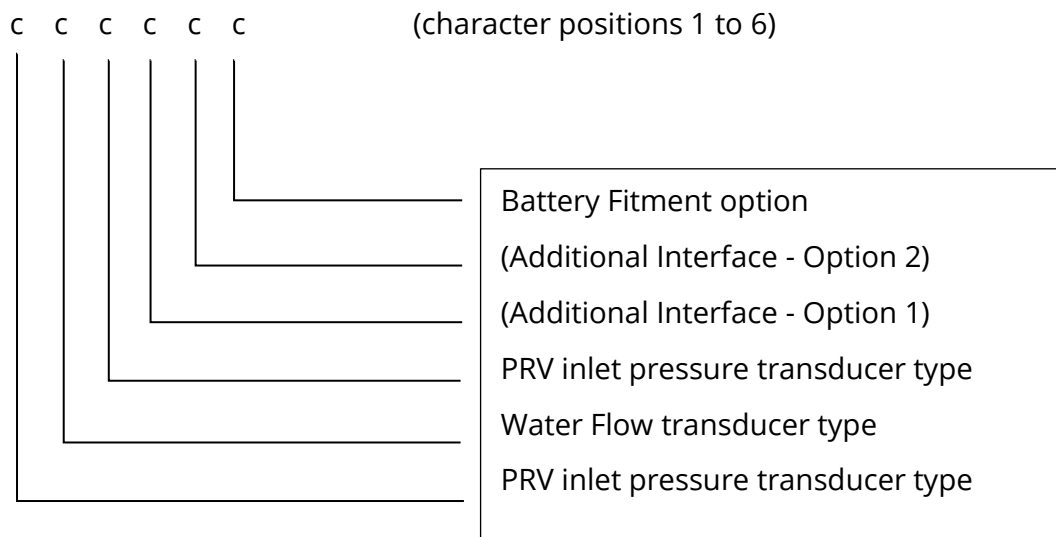 c c c c c c (character positions 1 to 6)
Battery Fitment option
(Additional Interface - Option 2)
(Additional Interface - Option 1)
PRV inlet pressure transducer type
Water Flow transducer type
PRV inlet pressure transducer type